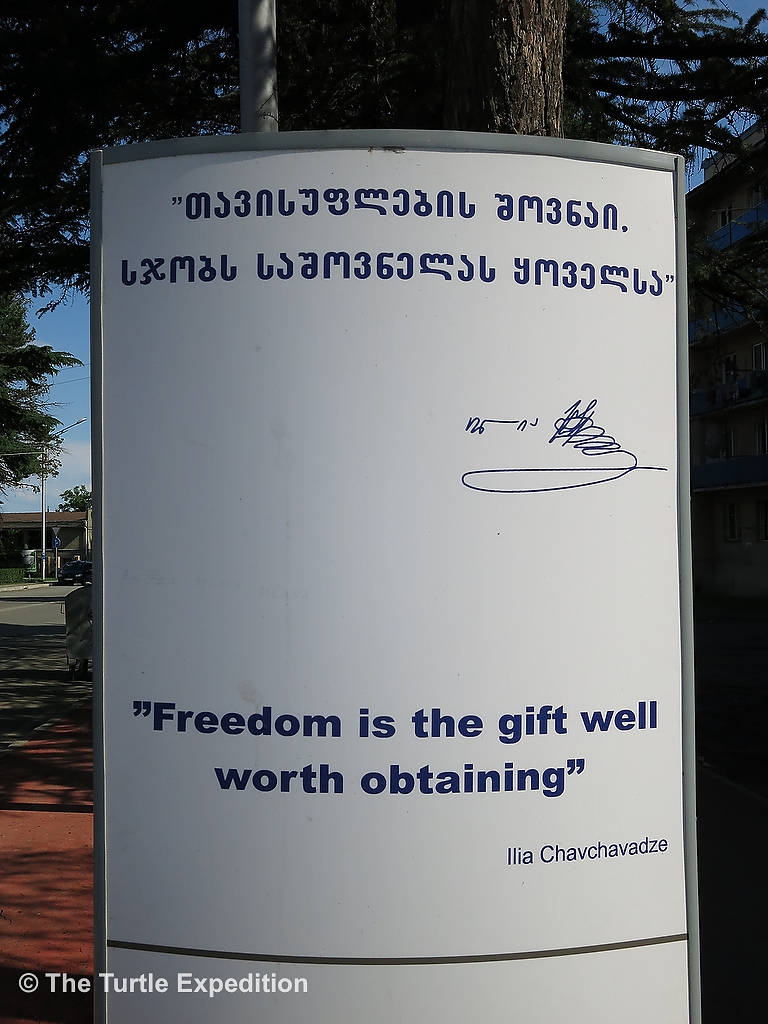 ”თავისუფლების შოვნაი,
სჯობს საშოვნელას ყოველსა”
”Freedom is the gift well
worth obtaining”
Ilia Chavchavadze
© The Turtle Expedition